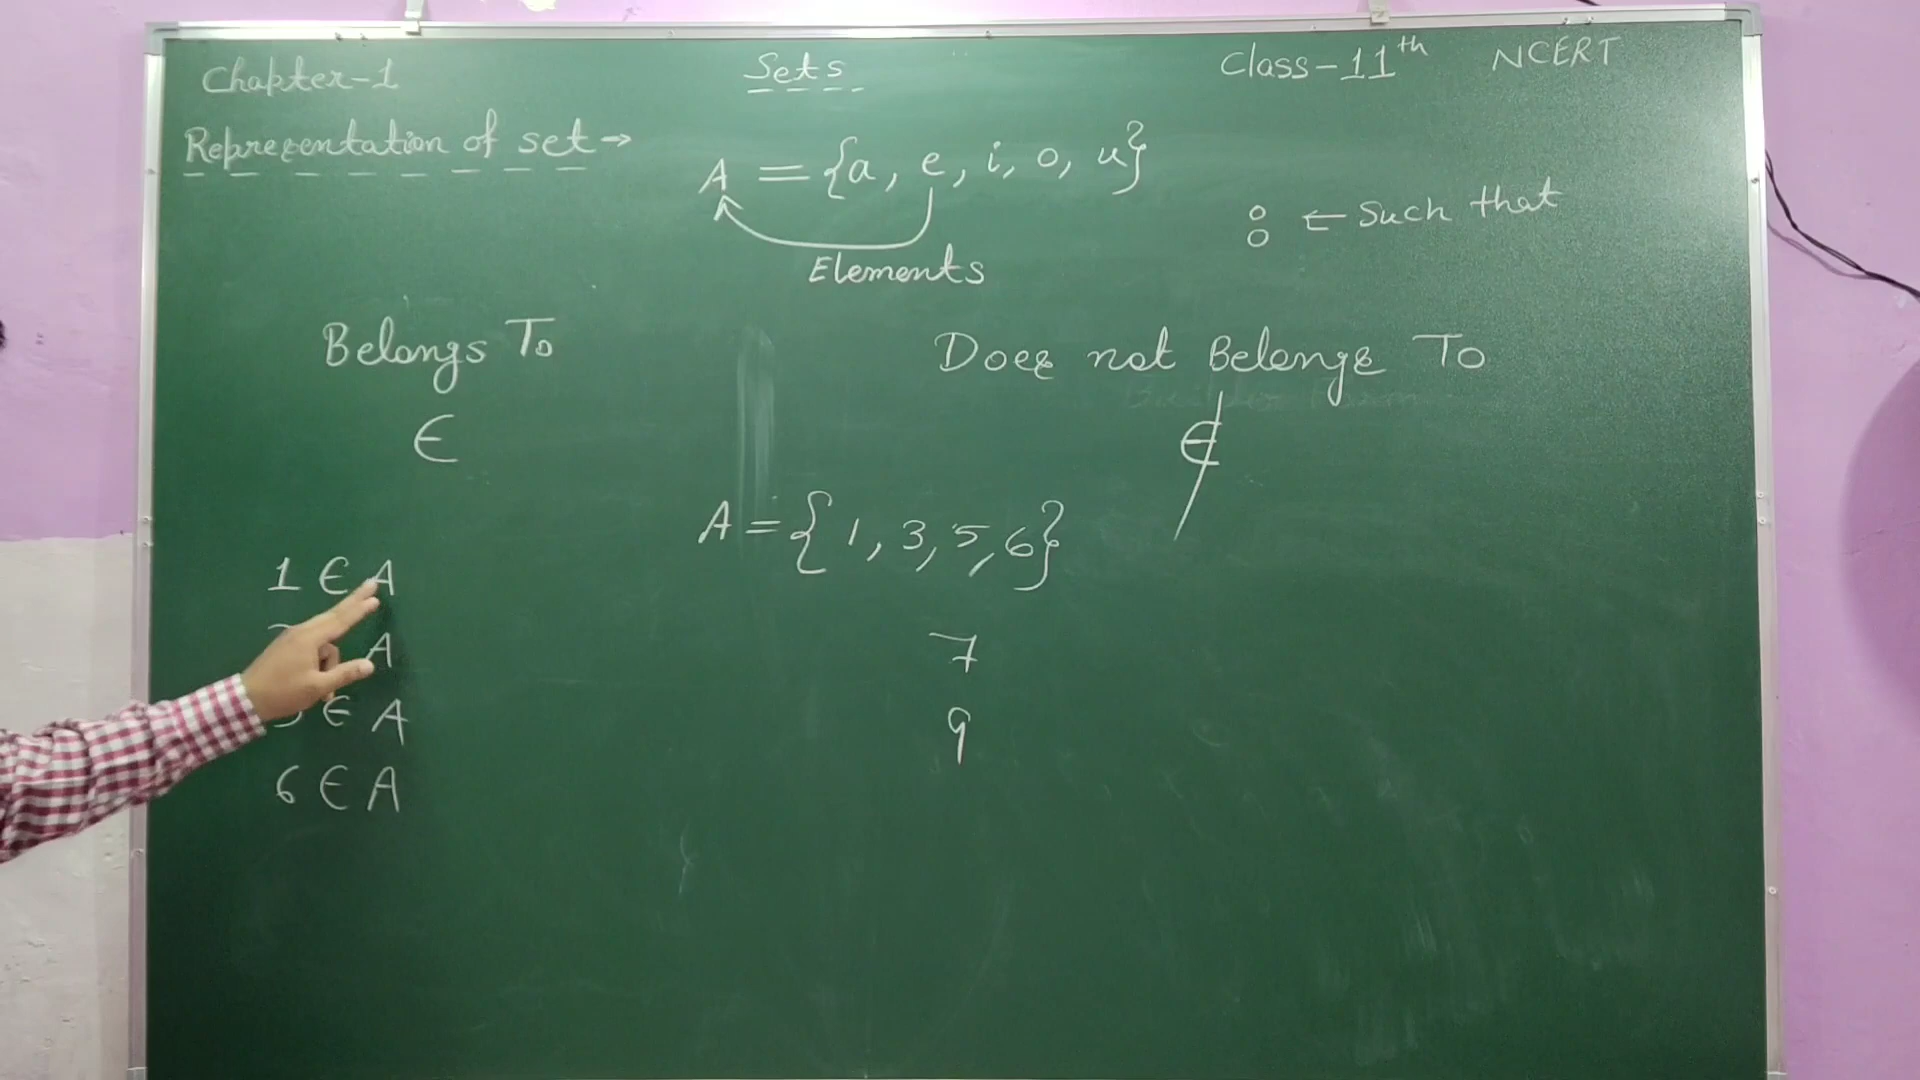 Chapter-1 Sets Class-11th NCERT
Representation of set→
A = {a, e, i, o, u}
: ← Such that
Elements
Belongs To Does not Belongs To
∈ ∉
A = {1, 3, 5, 6}
1 ∈ A
A 7
∈ A 9
6 ∈ A